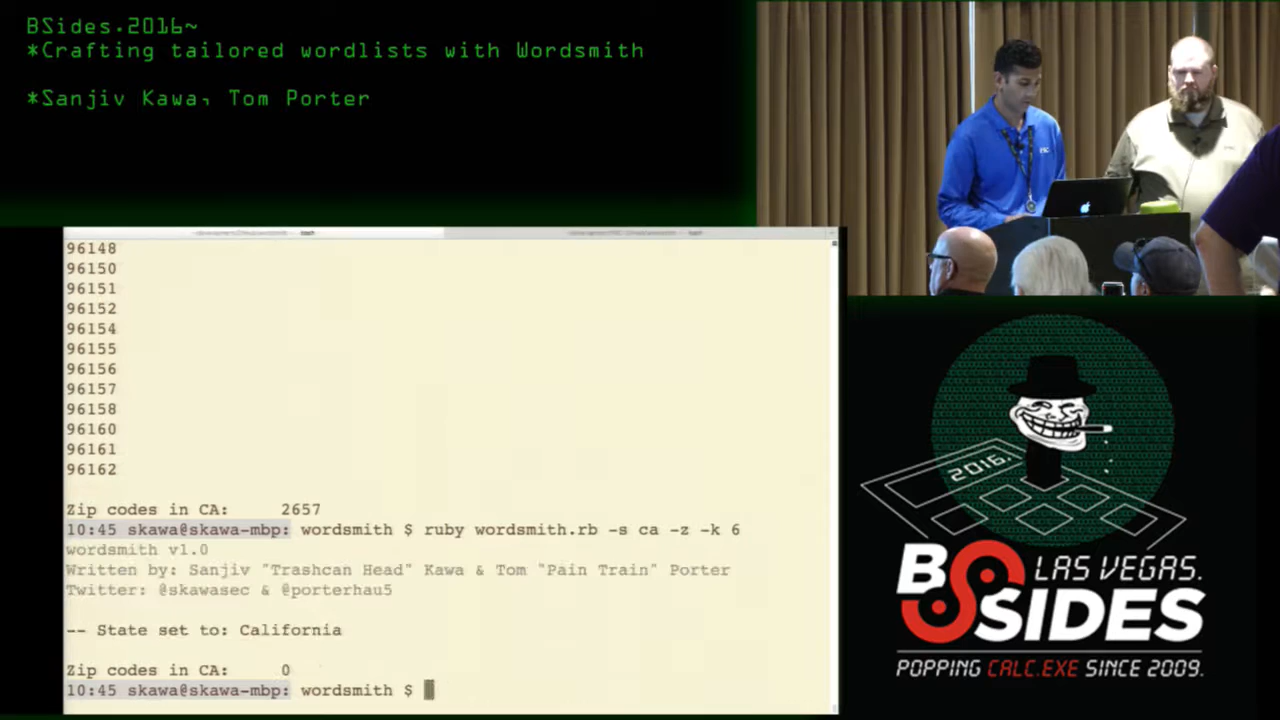 BSides.2016~
*Crafting tailored wordlists with Wordsmith
*Sanjiv Kawa, Tom Porter
96148
96150
96151
96152
96154
96155
96156
96157
96158
96160
96161
96162
Zip codes in CA: 2657
10:45 skawa@skawa-mbp: wordsmith $ ruby wordsmith.rb -s ca -z -k 6
wordsmith v1.0
Written by: Sanjiv "Trashcan Head" Kawa & Tom "Pain Train" Porter
Twitter: @skawasec & @porterhau5
-- State set to: California
Zip codes in CA: 0
10:45 skawa@skawa-mbp: wordsmith $
2016.
BSIDES
LAS VEGAS.
POPPING CALC.EXE SINCE 2009.